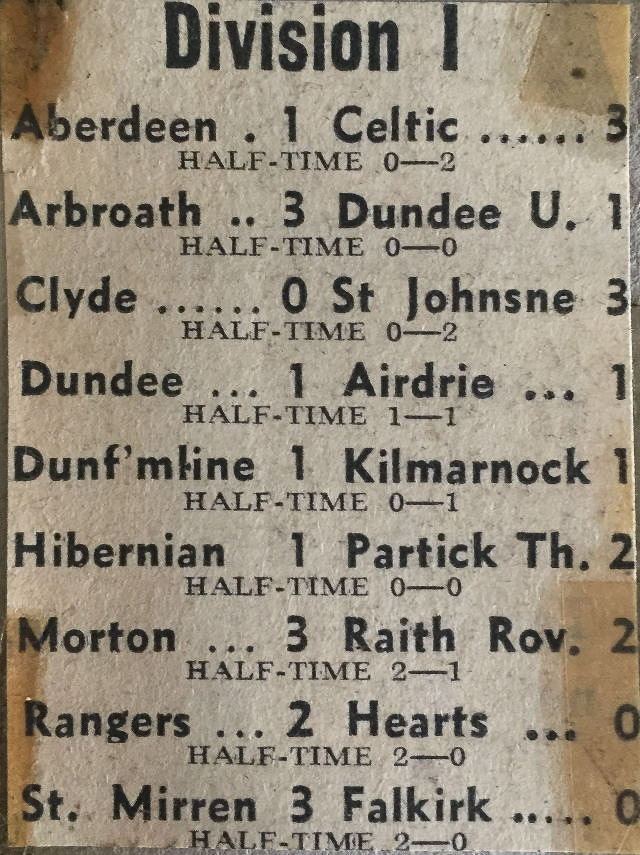 Division 1
Aberdeen . 1 Celtic ...... 3
HALF-TIME 0—2
Arbroath .. 3 Dundee U. 1
HALF-TIME 0—0
Clyde ...... 0 St Johnsne 3
HALF-TIME 0—2
Dundee ... 1 Airdrie ... 1
HALF-TIME 1—1
Dunf'mline 1 Kilmarnock 1
HALF-TIME 0—1
Hibernian 1 Partick Th. 2
HALF-TIME 0—0
Morton ... 3 Raith Rov. 2
HALF-TIME 2—1
Rangers ... 2 Hearts ... 0
HALF-TIME 2—0
St. Mirren 3 Falkirk ..... 0
HALF-TIME 2—0